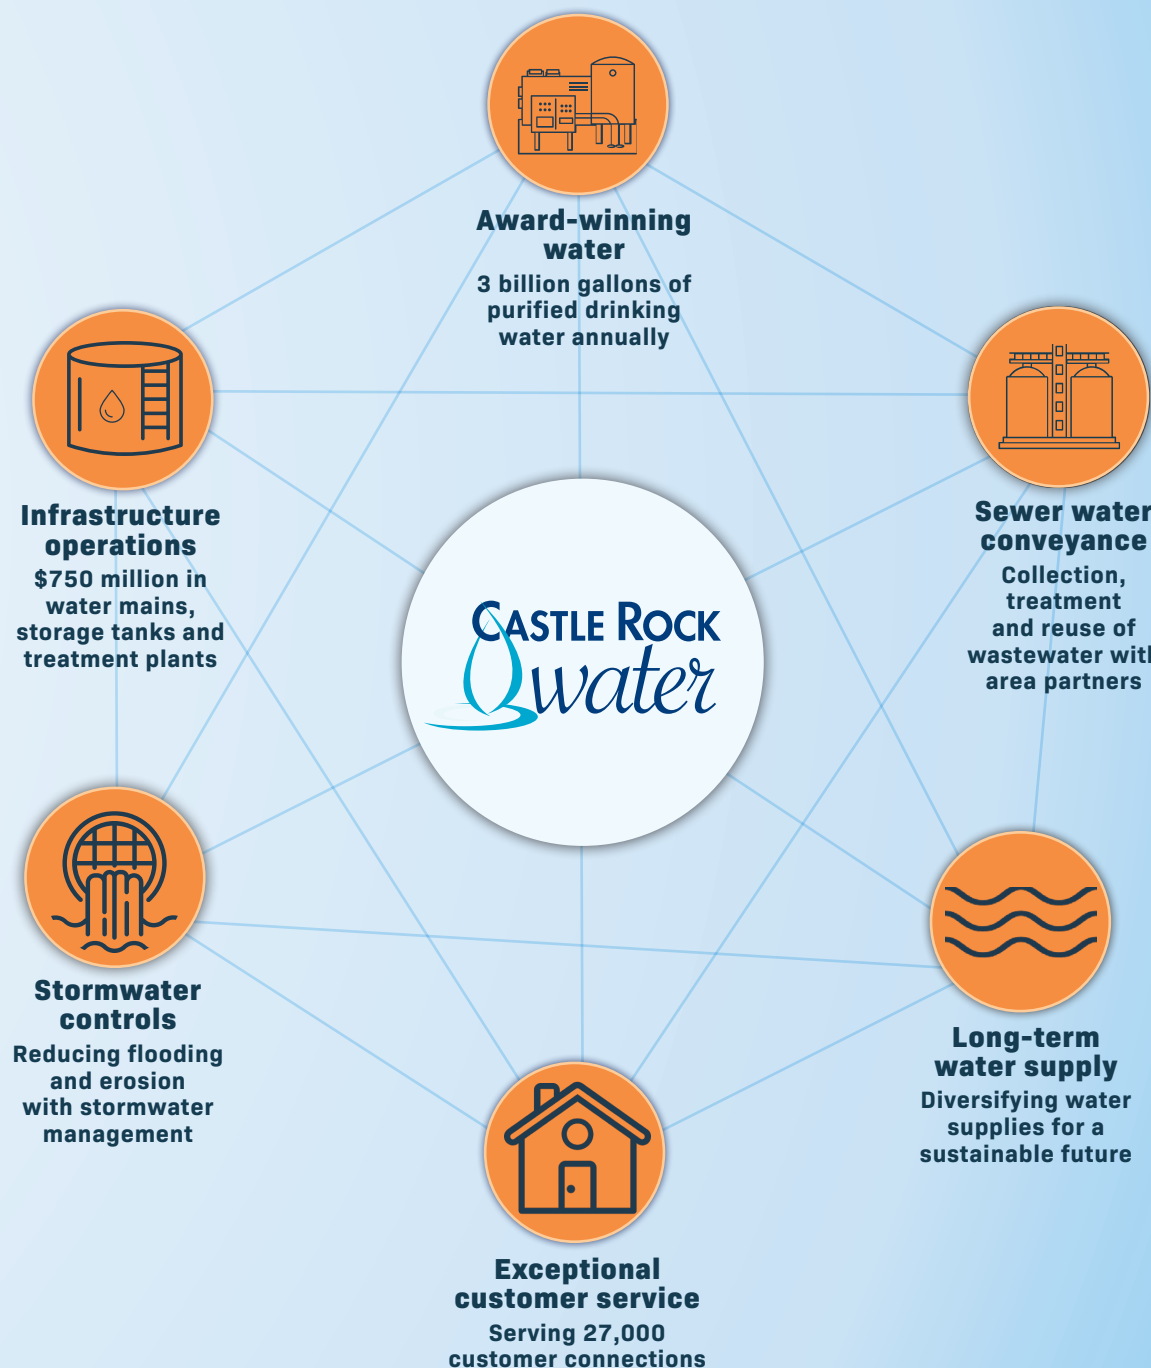 Award-winning
water
3 billion gallons of
purified drinking
water annually
Infrastructure
operations
$750 million in
water mains,
storage tanks and
treatment plants
Sewer water
conveyance
Collection,
treatment
and reuse of
wastewater with
area partners
CASTLE ROCK
water
Stormwater
controls
Reducing flooding
and erosion
with stormwater
management
Long-term
water supply
Diversifying water
supplies for a
sustainable future
Exceptional
customer service
Serving 27,000
customer connections